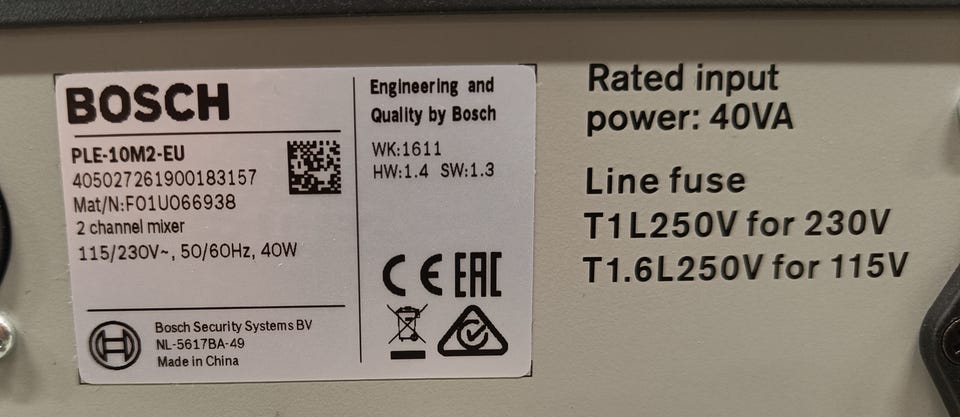 BOSCH
PLE-10M2-EU
405027261900183157
Mat/N:F01U066938
2 channel mixer
115/230V~, 50/60Hz, 40W
Bosch Security Systems BV
NL-5617BA-49
Made in China
Engineering and
Quality by Bosch
WK:1611
HW:1.4 SW:1.3
CE EAC
Rated input
power: 40VA
Line fuse
T1L250V for 230V
T1.6L250V for 115V